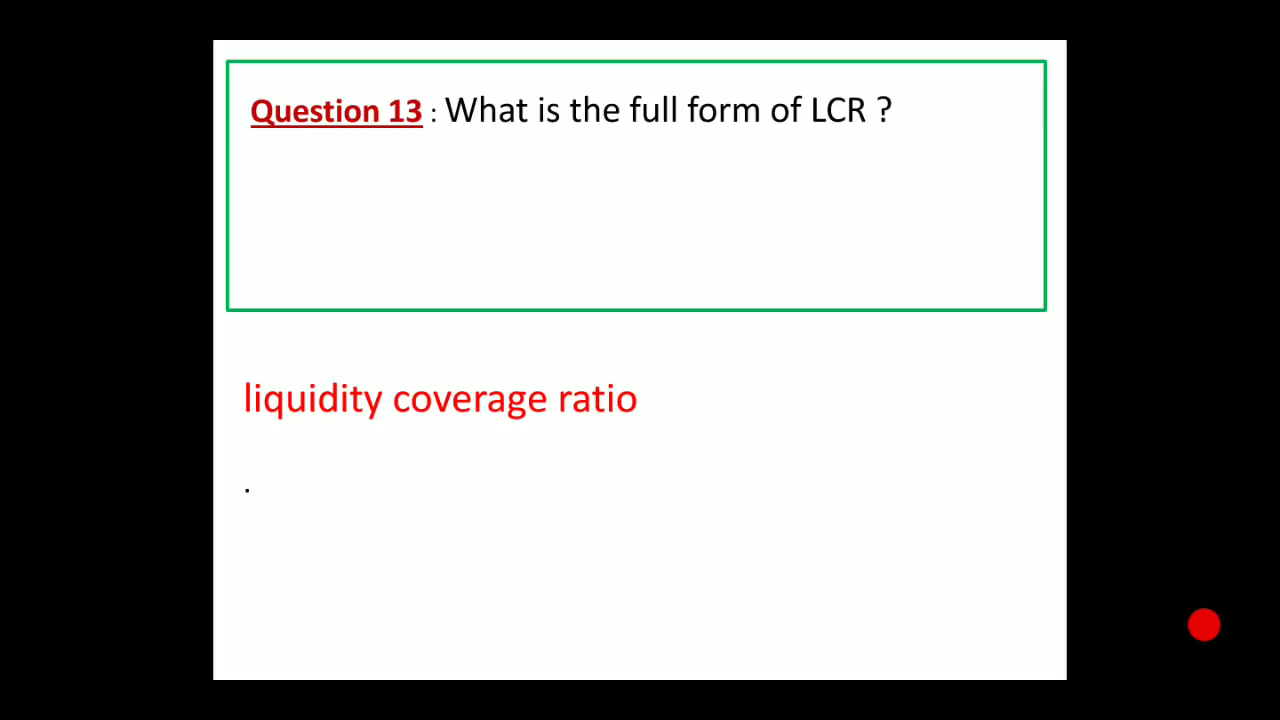 Question 13 : What is the full form of LCR ?
liquidity coverage ratio
.